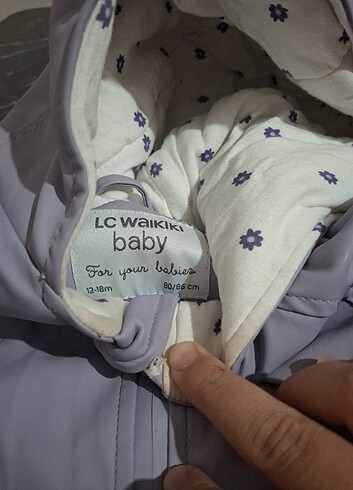 LC WAIKIKI
baby
For your babies
12-18m 80/86 cm